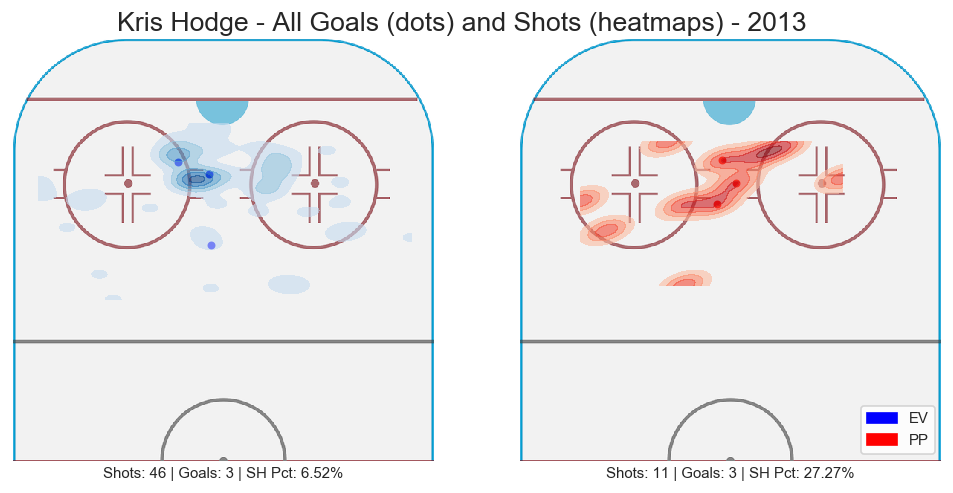 Kris Hodge - All Goals (dots) and Shots (heatmaps) - 2013
EV
PP
Shots: 46 | Goals: 3 | SH Pct: 6.52%
Shots: 11 | Goals: 3 | SH Pct: 27.27%